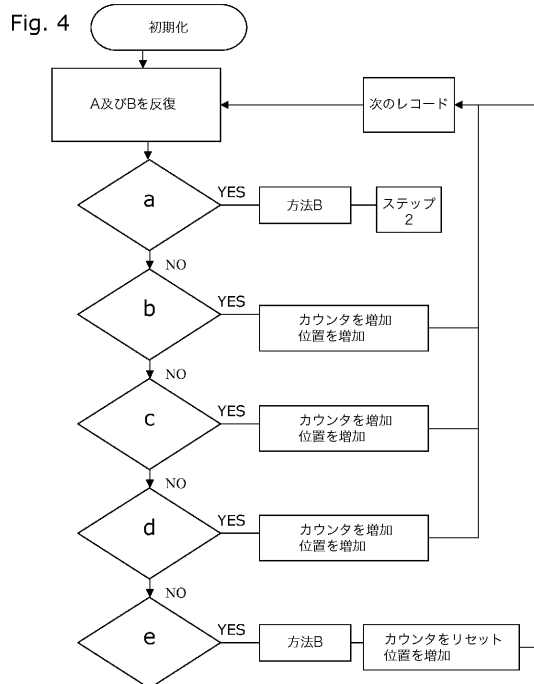 Fig. 4
初期化
A及びBを反復
次のレコード
a
YES
方法B
ステップ
2
NO
b
YES
カウンタを増加
位置を増加
NO
c
YES
カウンタを増加
位置を増加
NO
d
YES
カウンタを増加
位置を増加
NO
e
YES
方法B
カウンタをリセット
位置を増加